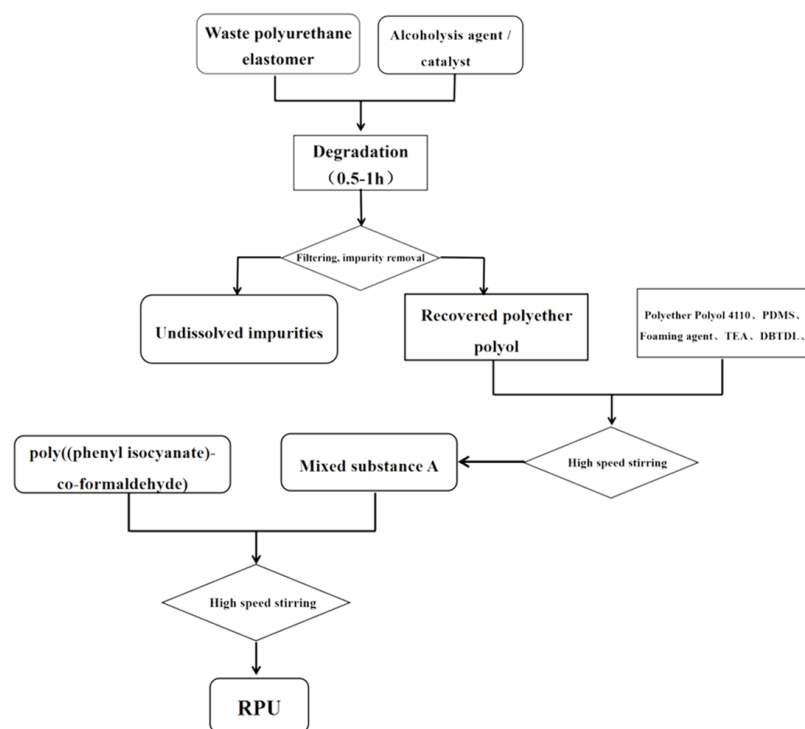 Waste polyurethane
elastomer
Alcoholysis agent /
catalyst
Degradation
（0.5-1h）
Filtering, impurity removal
Undissolved impurities
Recovered polyether
polyol
Polyether Polyol 4110、PDMS、
Foaming agent、TEA、DBTDL、
poly((phenyl isocyanate)-
co-formaldehyde)
Mixed substance A
High speed stirring
High speed stirring
RPU